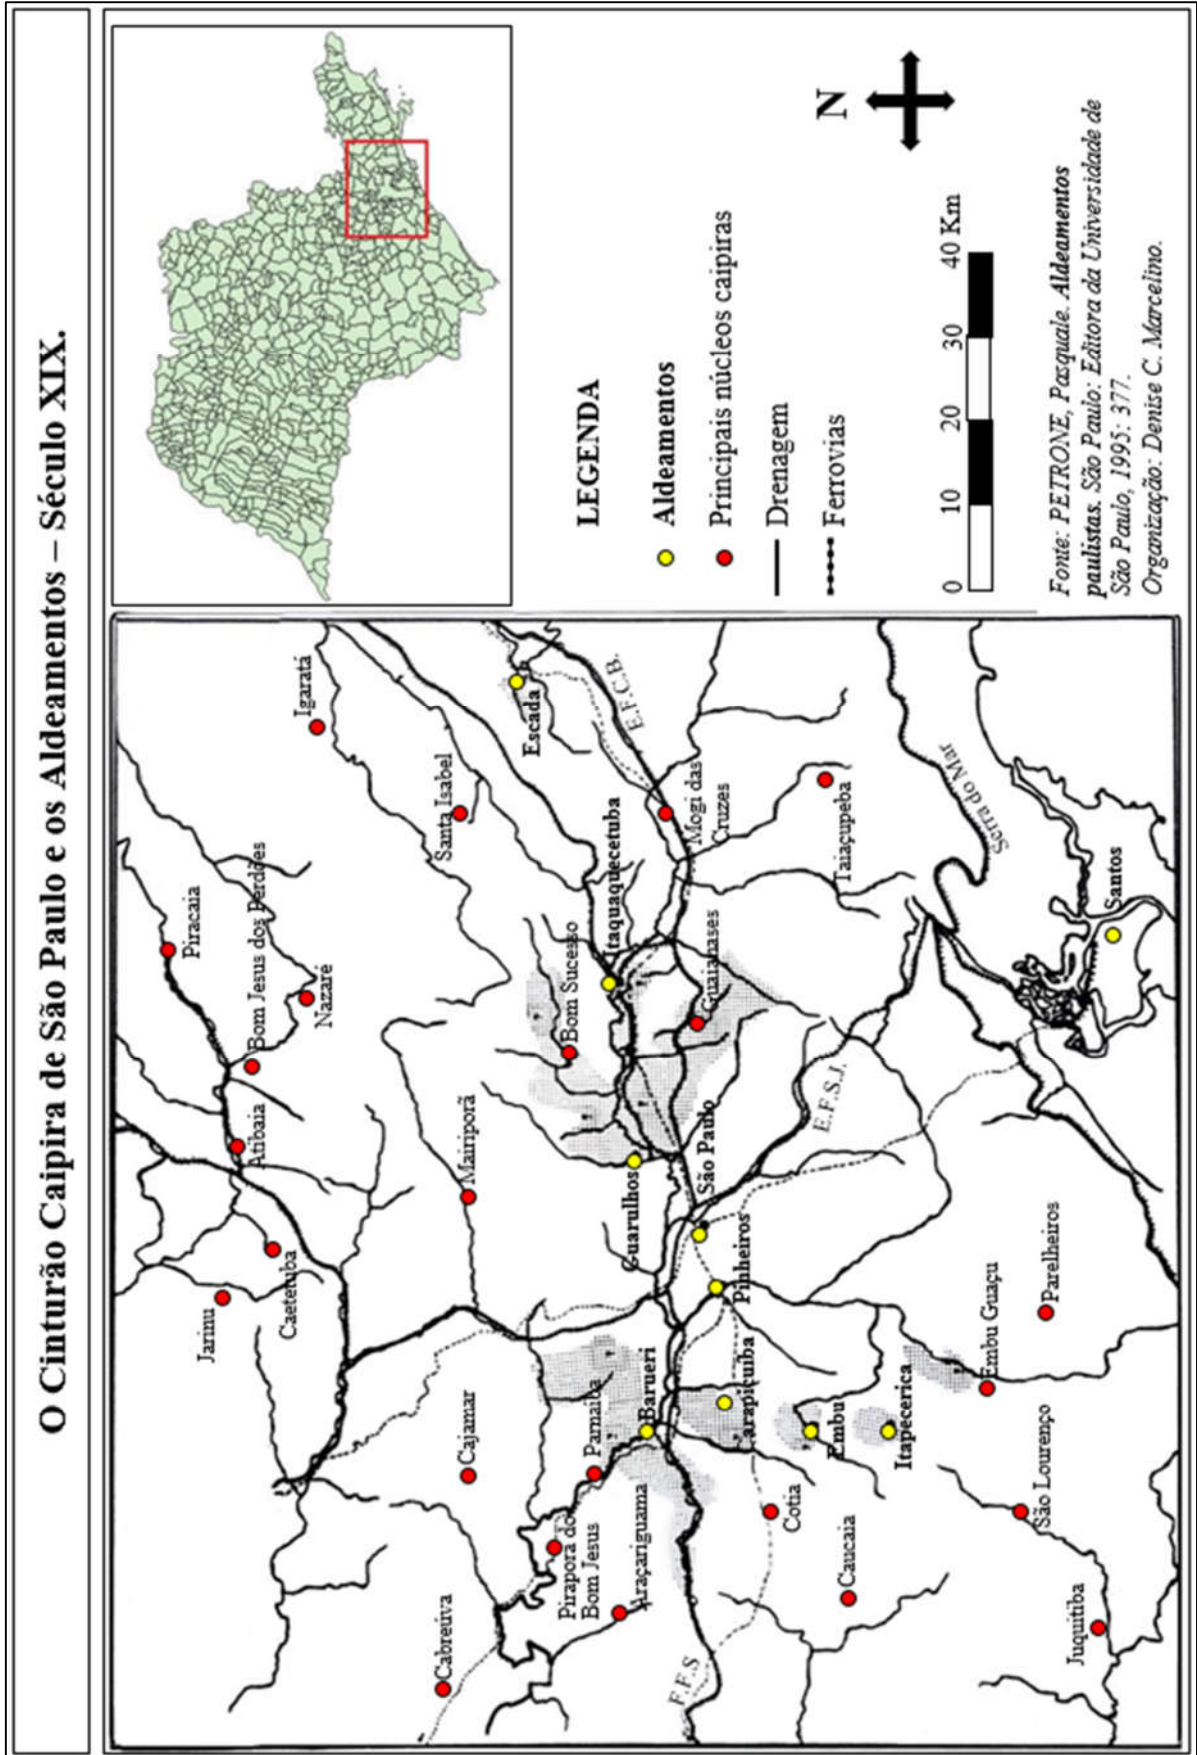 O Cinturão Caipira de São Paulo e os Aldeamentos – Século XIX.
Piracaia
Igaratá
Bom Jesus dos Perdões
Nazaré
Atibaia
Jarinu
Caetetuba
Santa Isabel
Mairiporã
Cajamar
Cabreúva
Escada
E.F.C.B.
Itaquaquecetuba
Bom Sucesso
Mogi das
Cruzes
Guaianases
Guarulhos
São Paulo
Pinheiros
Barueri
Parnaíba
Pirapora do
Bom Jesus
Araçariguama
Carapicuíba
Embu
Itapecerica
Cotia
Caucaia
E.F.S
E.F.S.J.
Taiaçupeba
Serra do Mar
Santos
Embu Guaçu
Parelheiros
São Lourenço
Juquitiba
LEGENDA
Aldeamentos
Principais núcleos caipiras
Drenagem
Ferrovias
N
0 10 20 30 40 Km
Fonte: PETRONE, Pasquale. Aldeamentos
paulistas. São Paulo: Editora da Universidade de
São Paulo, 1995: 377.
Organização: Denise C. Marcelino.